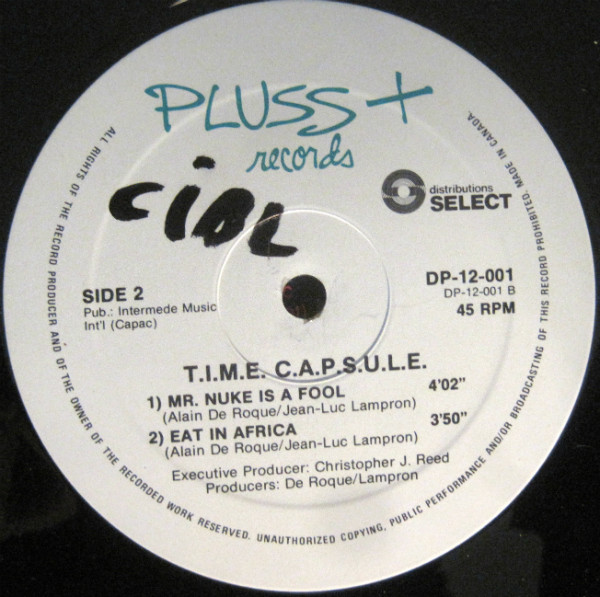 PLUSS +
records
distributions
SELECT
CIBL
SIDE 2
Pub.: Intermede Music
Int'l (Capac)
DP-12-001
DP-12-001 B
45 RPM
T.I.M.E. C.A.P.S.U.L.E.
1) MR. NUKE IS A FOOL 4'02"
(Alain De Roque/Jean-Luc Lampron)
2) EAT IN AFRICA 3'50"
(Alain De Roque/Jean-Luc Lampron)
Executive Producer: Christopher J. Reed
Producers: De Roque/Lampron
ALL RIGHTS OF THE RECORD PRODUCER AND OF THE OWNER OF THE RECORDED WORK RESERVED. UNAUTHORIZED COPYING, PUBLIC PERFORMANCE AND/OR BROADCASTING OF THIS RECORD PROHIBITED. MADE IN CANADA.